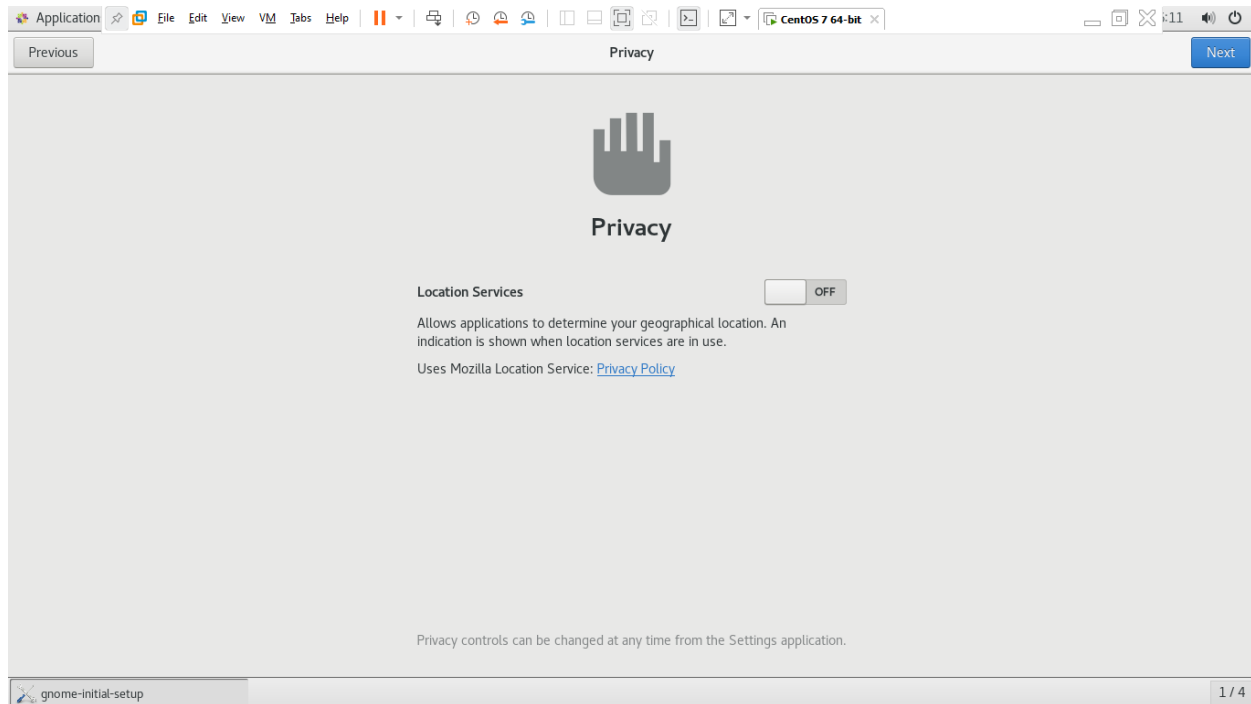 Application File Edit View VM Tabs Help CentOS 7 64-bit :11
Previous Privacy Next
Privacy
Location Services OFF
Allows applications to determine your geographical location. An
indication is shown when location services are in use.
Uses Mozilla Location Service: Privacy Policy
Privacy controls can be changed at any time from the Settings application.
gnome-initial-setup 1 / 4